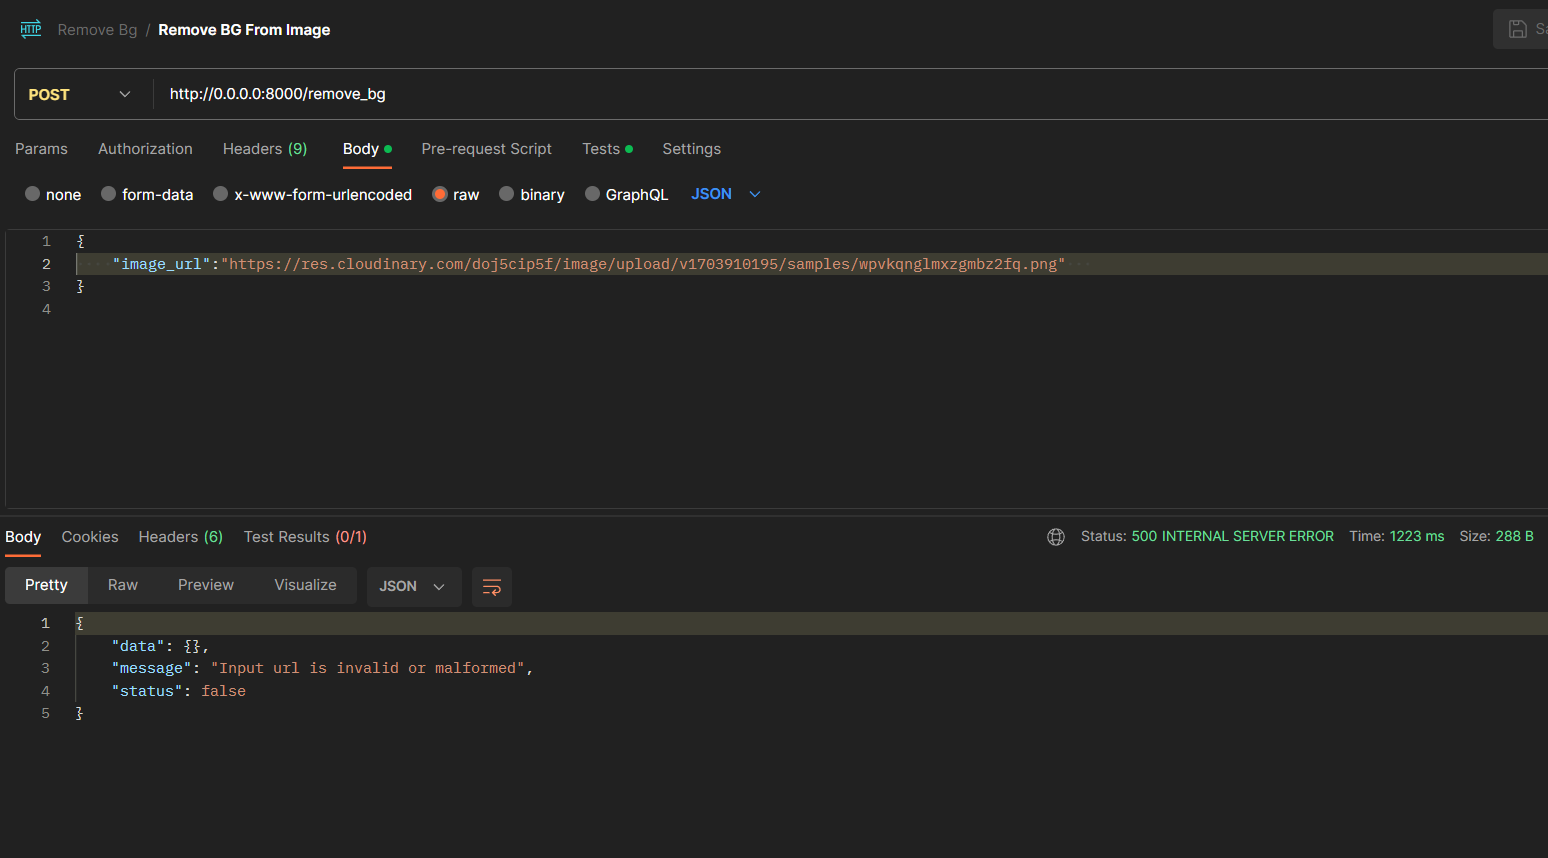 HTTP Remove Bg / Remove BG From Image
POST http://0.0.0.0:8000/remove_bg
Params Authorization Headers (9) Body Pre-request Script Tests Settings
none form-data x-www-form-urlencoded raw binary GraphQL JSON
1 {
2 "image_url":"https://res.cloudinary.com/doj5cip5f/image/upload/v1703910195/samples/wpvkqnglmxzgmbz2fq.png"
3 }
4
Body Cookies Headers (6) Test Results (0/1) Status: 500 INTERNAL SERVER ERROR Time: 1223 ms Size: 288 B
Pretty Raw Preview Visualize JSON
1 {
2 "data": {},
3 "message": "Input url is invalid or malformed",
4 "status": false
5 }